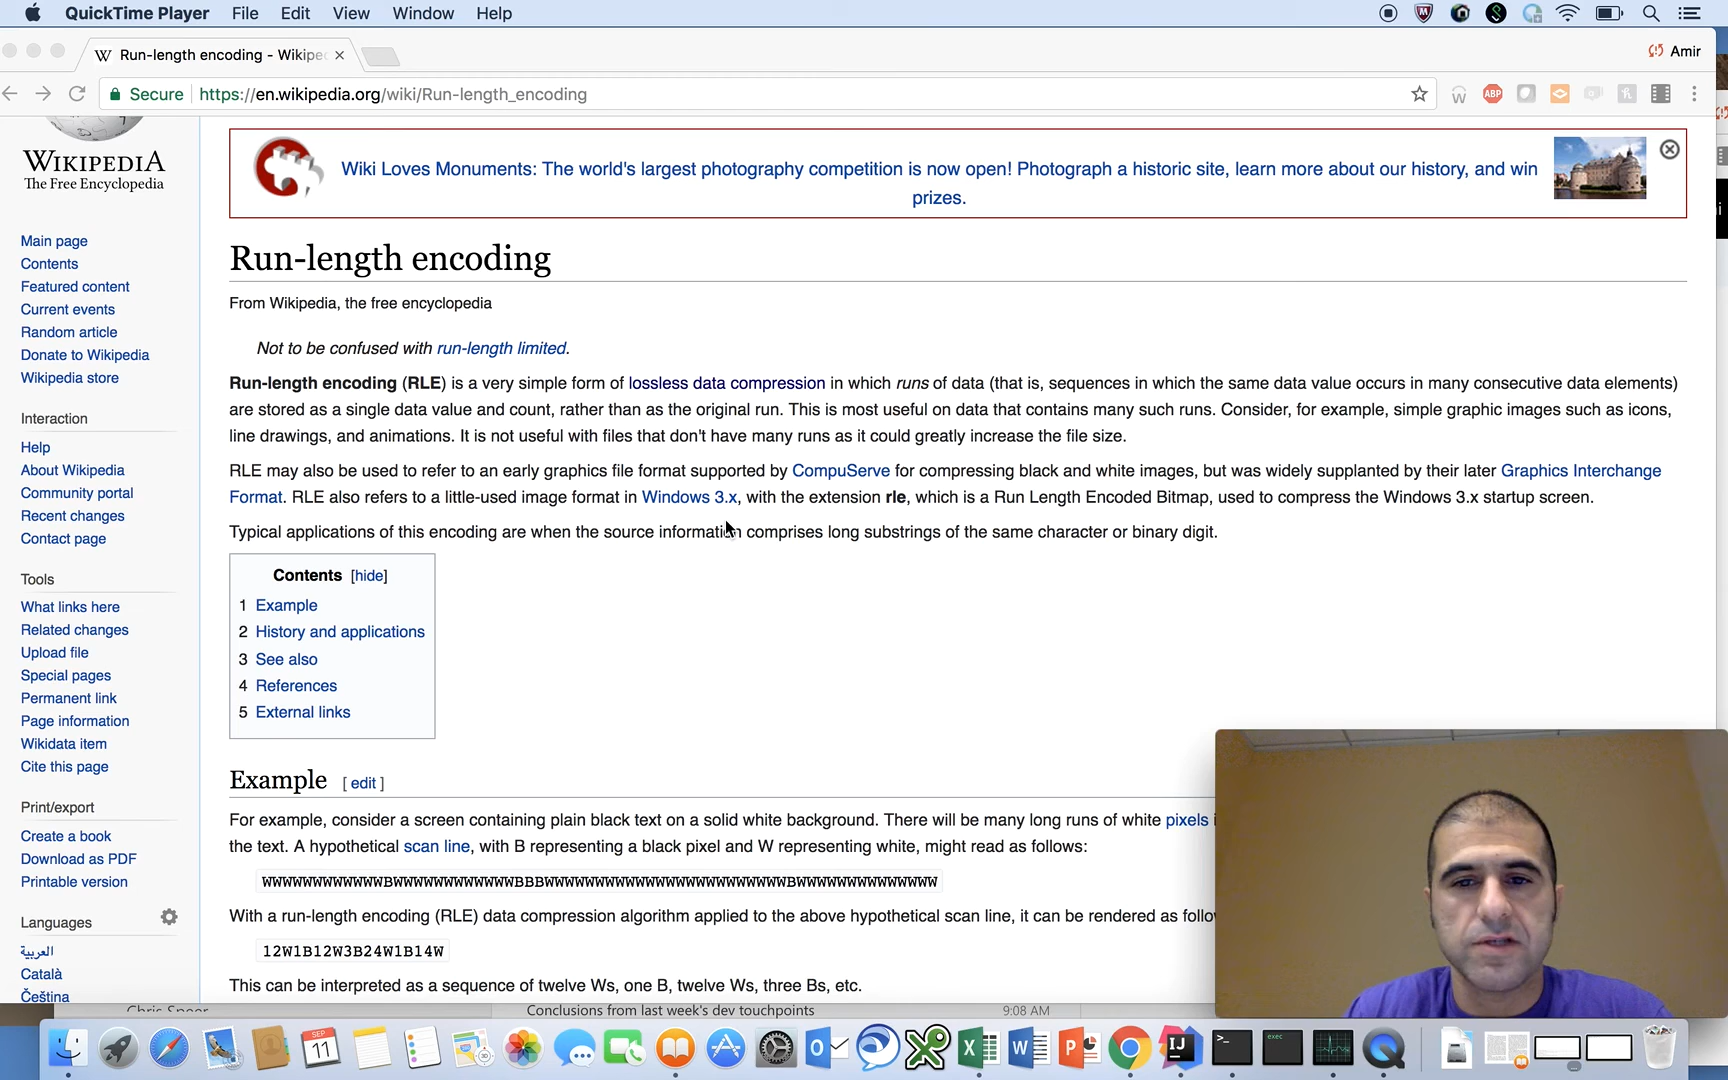 QuickTime Player File Edit View Window Help
Run-length encoding - Wikipe
Amir
Secure https://en.wikipedia.org/wiki/Run-length_encoding
ABP
WIKIPEDIA
The Free Encyclopedia
Main page
Contents
Featured content
Current events
Random article
Donate to Wikipedia
Wikipedia store
Interaction
Help
About Wikipedia
Community portal
Recent changes
Contact page
Tools
What links here
Related changes
Upload file
Special pages
Permanent link
Page information
Wikidata item
Cite this page
Print/export
Create a book
Download as PDF
Printable version
Languages
العربية
Català
Čeština
Wiki Loves Monuments: The world's largest photography competition is now open! Photograph a historic site, learn more about our history, and win
prizes.
Run-length encoding
From Wikipedia, the free encyclopedia
Not to be confused with run-length limited.
Run-length encoding (RLE) is a very simple form of lossless data compression in which runs of data (that is, sequences in which the same data value occurs in many consecutive data elements)
are stored as a single data value and count, rather than as the original run. This is most useful on data that contains many such runs. Consider, for example, simple graphic images such as icons,
line drawings, and animations. It is not useful with files that don't have many runs as it could greatly increase the file size.
RLE may also be used to refer to an early graphics file format supported by CompuServe for compressing black and white images, but was widely supplanted by their later Graphics Interchange
Format. RLE also refers to a little-used image format in Windows 3.x, with the extension rle, which is a Run Length Encoded Bitmap, used to compress the Windows 3.x startup screen.
Typical applications of this encoding are when the source information comprises long substrings of the same character or binary digit.
Contents [hide]
1 Example
2 History and applications
3 See also
4 References
5 External links
Example [ edit ]
For example, consider a screen containing plain black text on a solid white background. There will be many long runs of white pixels i
the text. A hypothetical scan line, with B representing a black pixel and W representing white, might read as follows:
WWWWWWWWWWWWBWWWWWWWWWWWWBBBWWWWWWWWWWWWWWWWWWWWWWWWBWWWWWWWWWWWWWW
With a run-length encoding (RLE) data compression algorithm applied to the above hypothetical scan line, it can be rendered as follo
12W1B12W3B24W1B14W
This can be interpreted as a sequence of twelve Ws, one B, twelve Ws, three Bs, etc.
Conclusions from last week's dev touchpoints 9:08 AM
SEP
11
exec